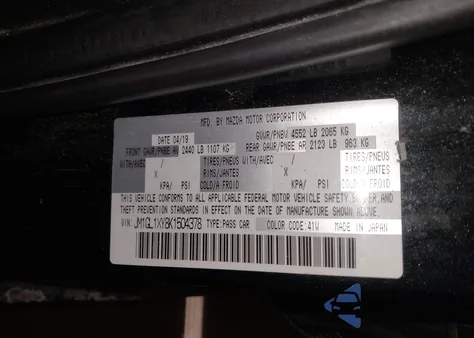 MFD. BY MAZDA MOTOR CORPORATION
DATE 04/19 GVWR/PNBV 4552 LB 2065 KG
FRONT GAWR/PNBE AV 2440 LB 1107 KG REAR GAWR/PNBE AR 2123 LB 963 KG
WITH/AVEC / TIRES/PNEUS WITH/AVEC / TIRES/PNEUS
X RIMS/JANTES X RIMS/JANTES
KPA/ PSI COLD/A FROID KPA/ PSI COLD/A FROID
THIS VEHICLE CONFORMS TO ALL APPLICABLE FEDERAL MOTOR VEHICLE SAFETY, BUMPER, AND
THEFT PREVENTION STANDARDS IN EFFECT ON THE DATE OF MANUFACTURE SHOWN ABOVE.
VIN: JM1GL1XY6K1504378 TYPE: PASS CAR COLOR CODE: 41W MADE IN JAPAN